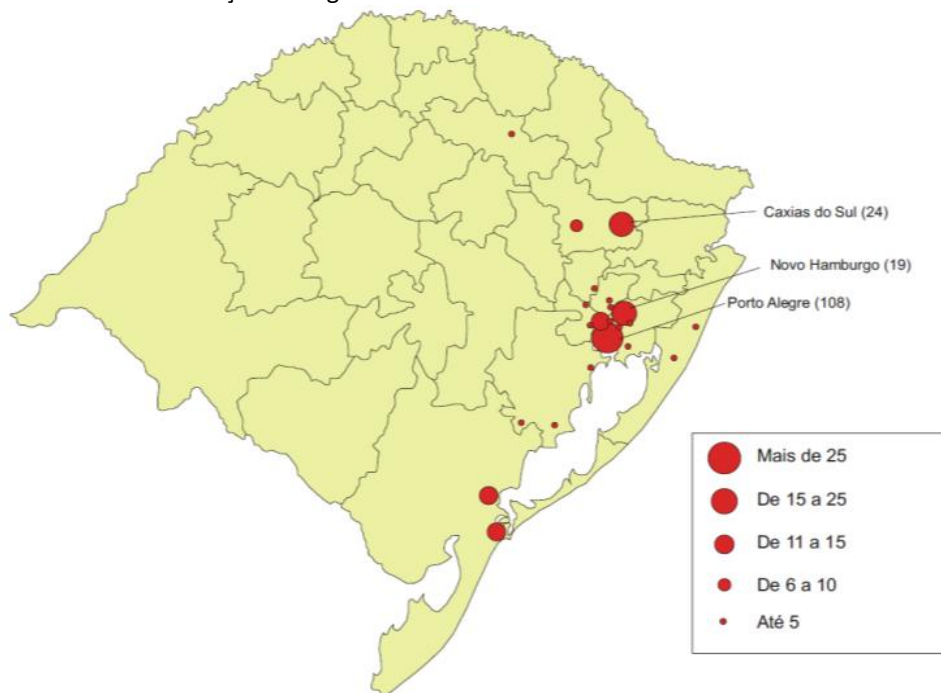 Caxias do Sul (24)
Novo Hamburgo (19)
Porto Alegre (108)
Mais de 25
De 15 a 25
De 11 a 15
De 6 a 10
Até 5